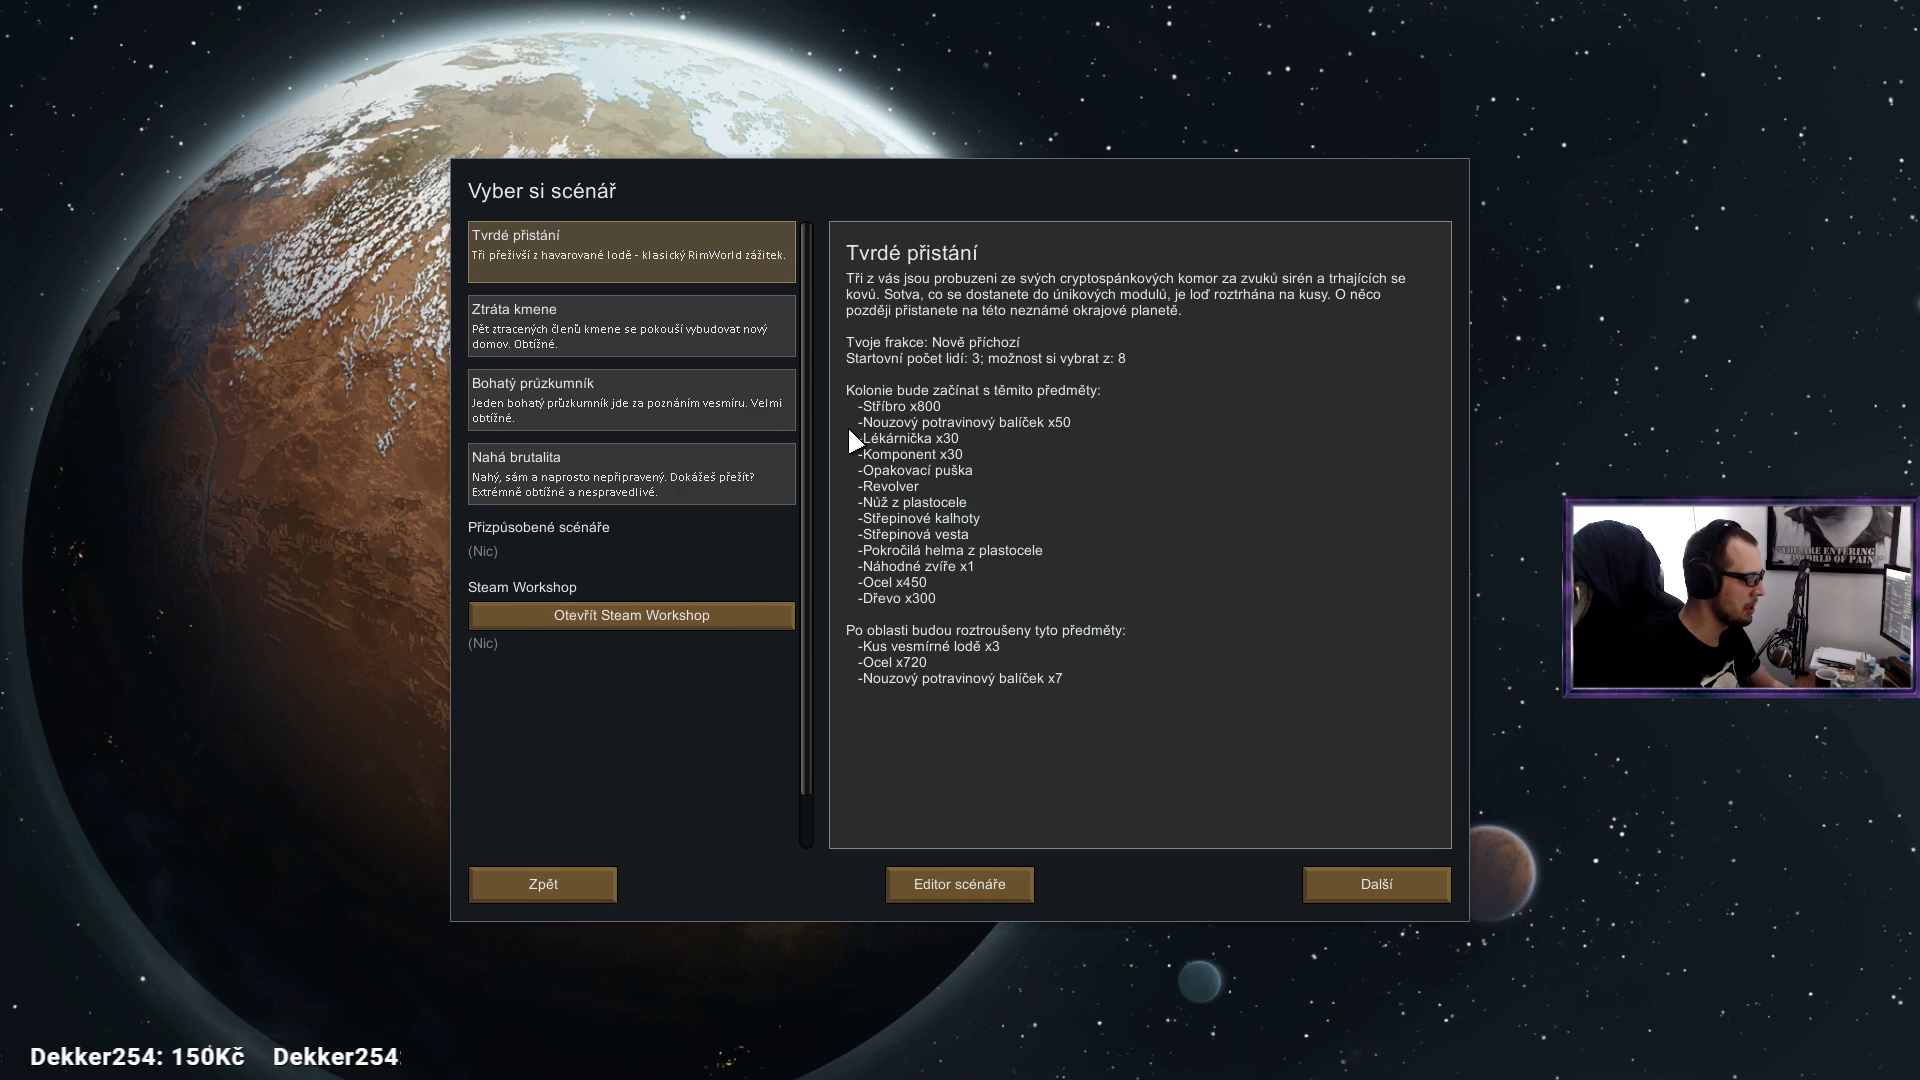 Vyber si scénář
Tvrdé přistání
Tři přeživší z havarované lodě - klasický RimWorld zážitek.
Ztráta kmene
Pět ztracených členů kmene se pokouší vybudovat nový
domov. Obtížné.
Bohatý průzkumník
Jeden bohatý průzkumník jde za poznáním vesmíru. Velmi
obtížné.
Nahá brutalita
Nahý, sám a naprosto nepřipravený. Dokážeš přežít?
Extrémně obtížné a nespravedlivé.
Přizpůsobené scénáře
(Nic)
Steam Workshop
Otevřít Steam Workshop
(Nic)
Tvrdé přistání
Tři z vás jsou probuzeni ze svých cryptospánkových komor za zvuků sirén a trhajících se
kovů. Sotva, co se dostanete do únikových modulů, je loď roztrhána na kusy. O něco
později přistanete na této neznámé okrajové planetě.
Tvoje frakce: Nově příchozí
Startovní počet lidí: 3; možnost si vybrat z: 8
Kolonie bude začínat s těmito předměty:
-Stříbro x800
-Nouzový potravinový balíček x50
-Lékárnička x30
-Komponent x30
-Opakovací puška
-Revolver
-Nůž z plastocele
-Střepinové kalhoty
-Střepinová vesta
-Pokročilá helma z plastocele
-Náhodné zvíře x1
-Ocel x450
-Dřevo x300
Po oblasti budou roztroušeny tyto předměty:
-Kus vesmírné lodě x3
-Ocel x720
-Nouzový potravinový balíček x7
Zpět
Editor scénáře
Další
"YOU ARE ENTERING
WORLD OF PAIN"
Dekker254: 150Kč Dekker254: